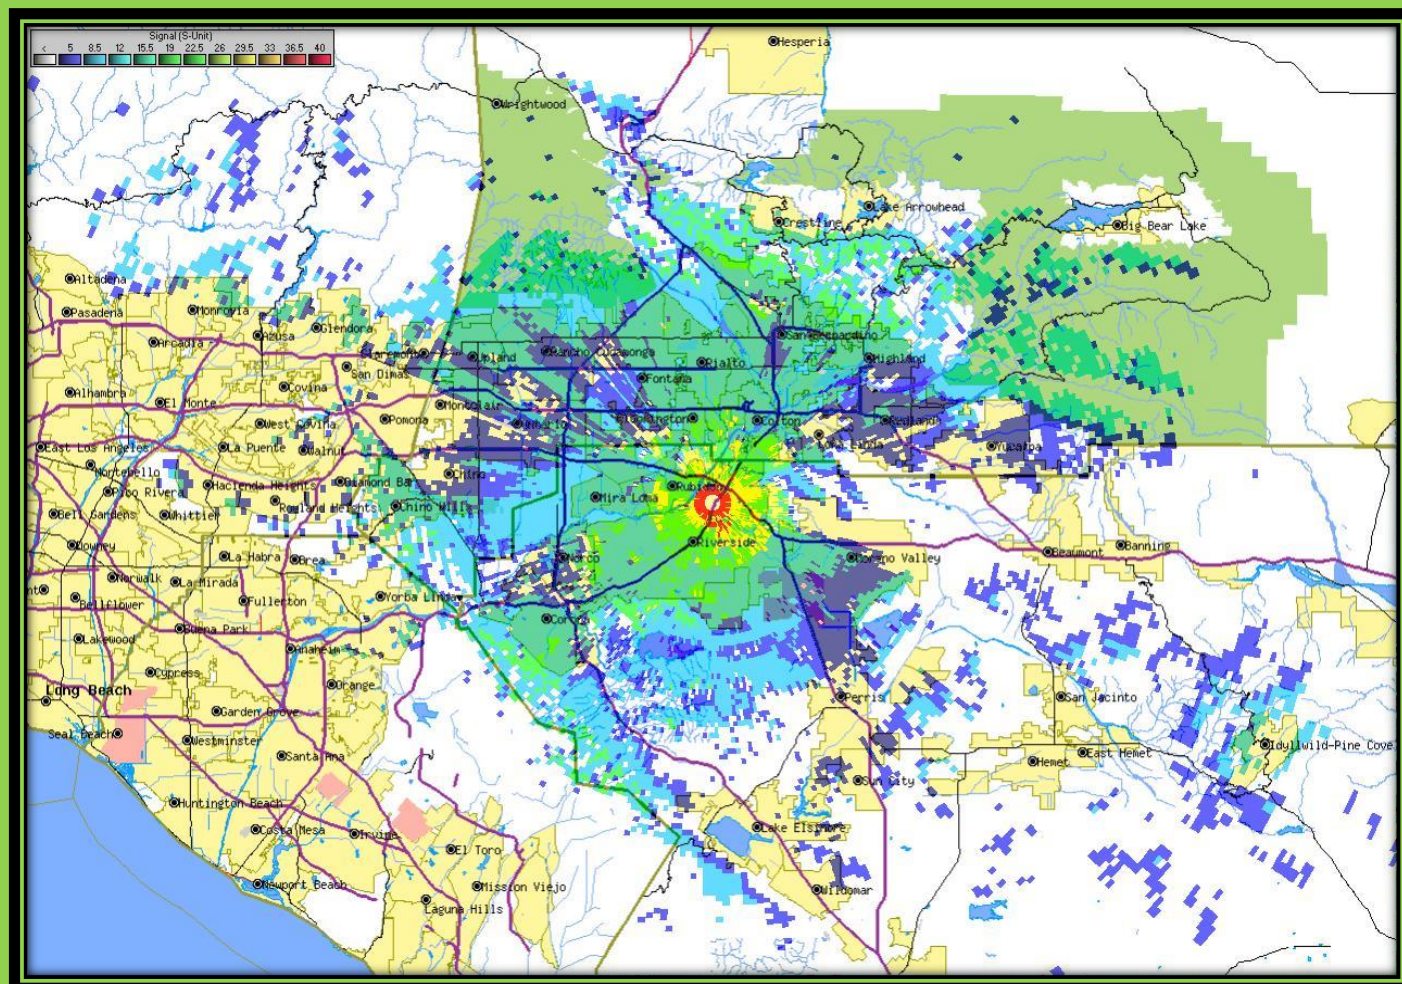 Signal (S-Unit)
< 5 8.5 12 15.5 19 22.5 26 29.5 33 36.5 40
Hesperia
Wrightwood
Lake Arrowhead
Crestline
Big Bear Lake
Altadena
Pasadena
Monrovia
Azusa
Glendora
Arcadia
San Bernardino
Claremont
Upland
Rancho Cucamonga
Rialto
Highland
San Dimas
Fontana
Covina
Alhambra
El Monte
Montclair
Pomona
Ontario
Bloomington
Colton
Redlands
West Covina
East Los Angeles
La Puente
Walnut
Loma Linda
Yucaipa
Montebello
Chino
Pico Rivera
Hacienda Heights
Diamond Bar
Rubidoux
Mira Loma
Rowland Heights
Chino Hills
Bell Gardens
Whittier
Downey
Riverside
La Habra
Brea
Norco
Moreno Valley
Beaumont
Banning
Norwalk
La Mirada
Bellflower
Fullerton
Yorba Linda
Corona
Buena Park
Lakewood
Anaheim
Cypress
Long Beach
Orange
Perris
San Jacinto
Garden Grove
Seal Beach
Westminster
Santa Ana
Idyllwild-Pine Cove
East Hemet
Hemet
Sun City
Huntington Beach
Costa Mesa
Irvine
Lake Elsinore
El Toro
Newport Beach
Mission Viejo
Wildomar
Laguna Hills